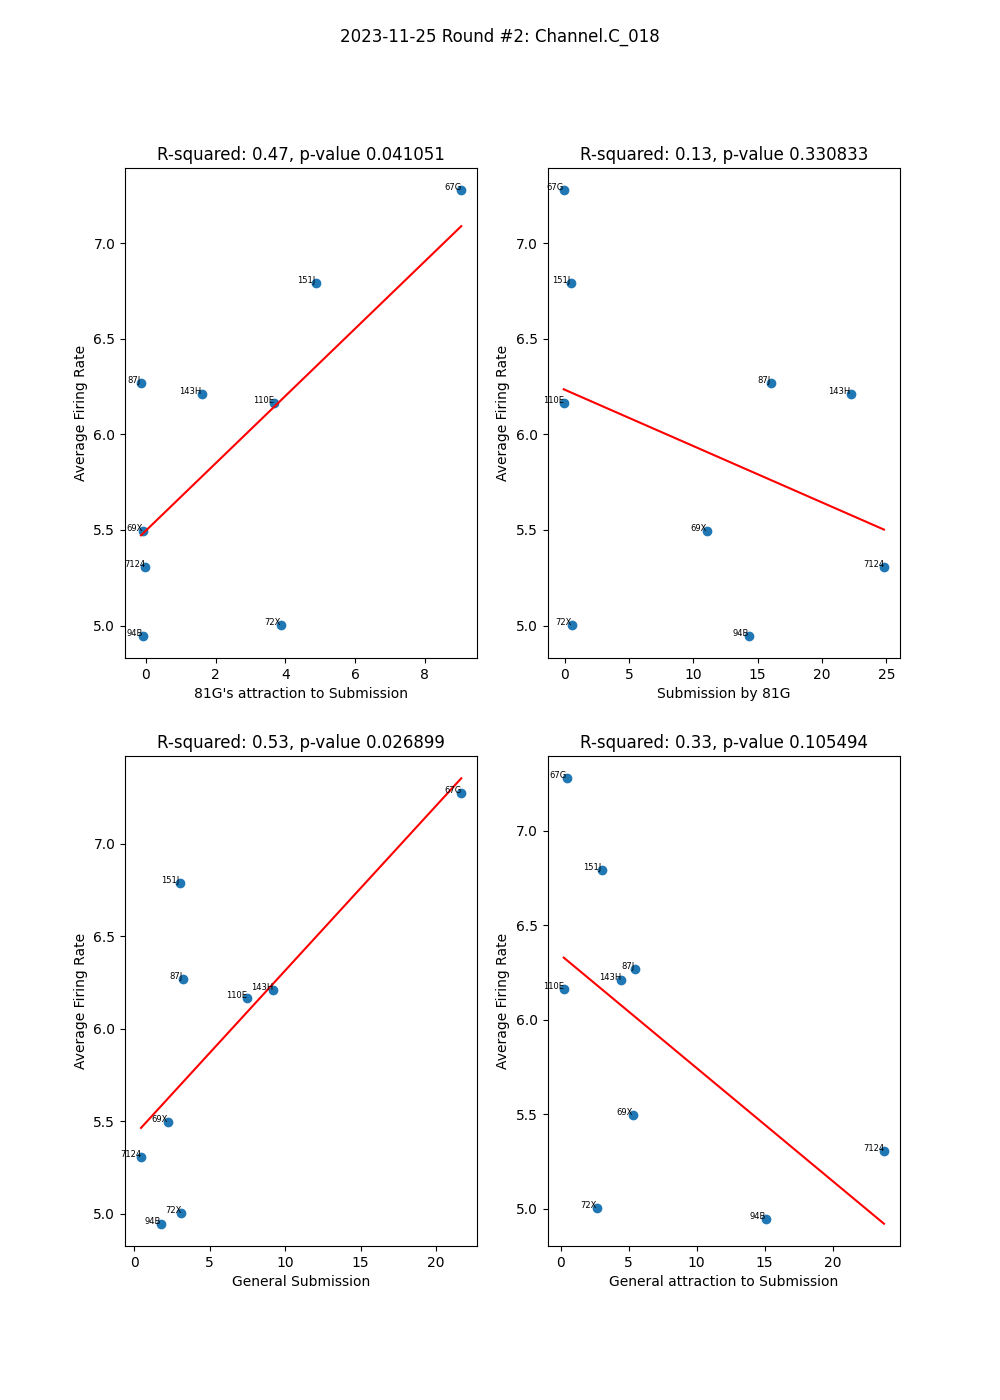 2023-11-25 Round #2: Channel.C_018
R-squared: 0.47, p-value 0.041051
Average Firing Rate
7.0
6.5
6.0
5.5
5.0
67G
151J
87J
143H
110E
69X
7124
72X
94B
0 2 4 6 8
81G's attraction to Submission
R-squared: 0.13, p-value 0.330833
Average Firing Rate
7.0
6.5
6.0
5.5
5.0
67G
151J
87J
143H
110E
69X
7124
72X
94B
0 5 10 15 20 25
Submission by 81G
R-squared: 0.53, p-value 0.026899
Average Firing Rate
7.0
6.5
6.0
5.5
5.0
67G
151J
87J
143H
110E
69X
7124
72X
94B
0 5 10 15 20
General Submission
R-squared: 0.33, p-value 0.105494
Average Firing Rate
7.0
6.5
6.0
5.5
5.0
67G
151J
87J
143H
110E
69X
7124
72X
94B
0 5 10 15 20
General attraction to Submission